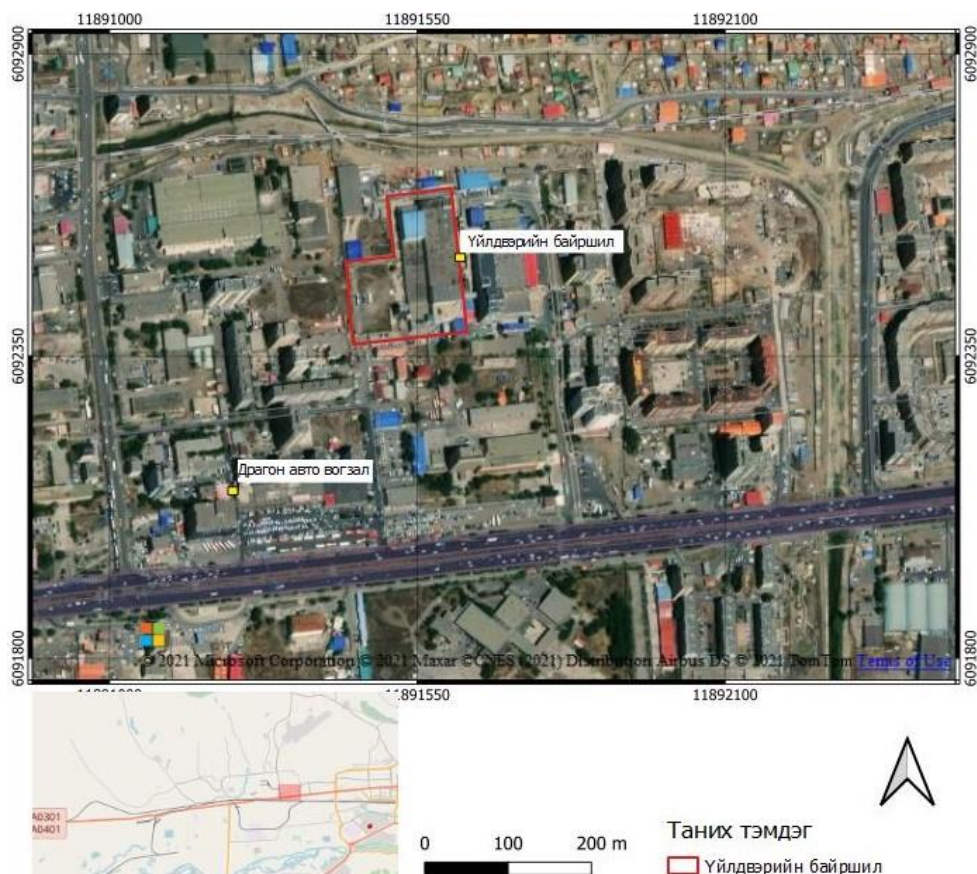 11891000 11891550 11892100
6092900 6092900
Үйлдвэрийн байршил
6092350 6092350
Драгон авто вогзал
6091800 6091800
© 2021 Microsoft Corporation © 2021 Maxar ©CNES (2021) Distribution Airbus DS © 2021 TomTom Terms of Use
11891000 11891550 11892100
A0301
A0401
0 100 200 m
Таних тэмдэг
Үйлдвэрийн байршил